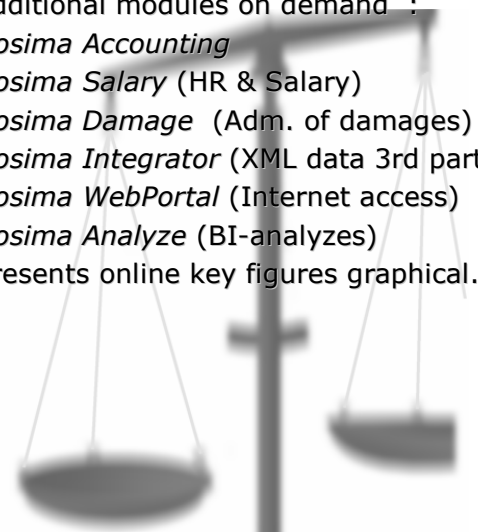 dditional modules on demand :
osima Accounting
osima Salary (HR & Salary)
osima Damage (Adm. of damages)
osima Integrator (XML data 3rd part
osima WebPortal (Internet access)
osima Analyze (BI-analyzes)
resents online key figures graphical.